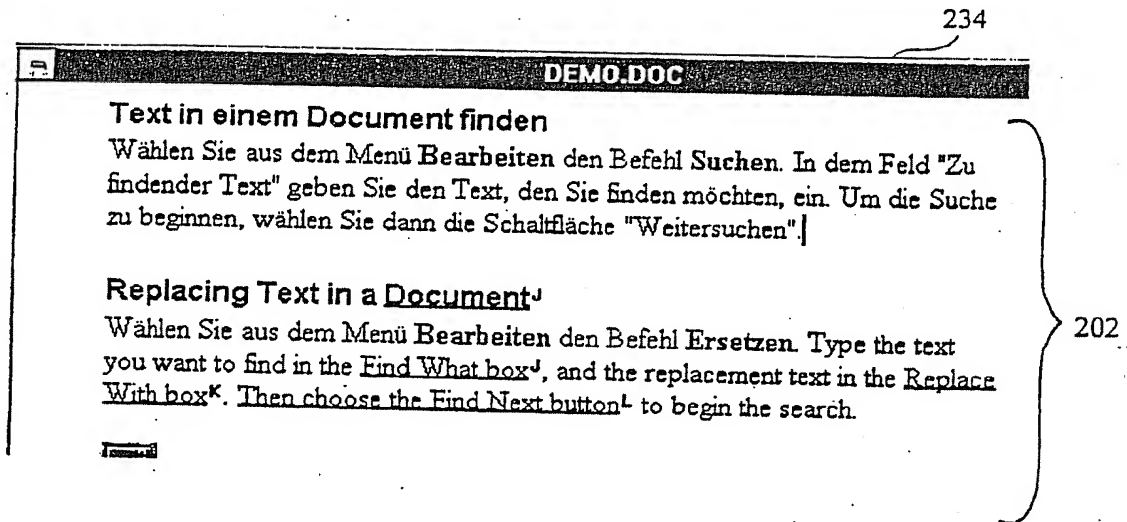 234
DEMO.DOC
Text in einem Document finden
Wählen Sie aus dem Menü Bearbeiten den Befehl Suchen. In dem Feld "Zu
findender Text" geben Sie den Text, den Sie finden möchten, ein. Um die Suche
zu beginnen, wählen Sie dann die Schaltfläche "Weitersuchen".
Replacing Text in a Documentᴶ
Wählen Sie aus dem Menü Bearbeiten den Befehl Ersetzen. Type the text
you want to find in the Find What boxᴶ, and the replacement text in the Replace
With boxᴷ. Then choose the Find Next buttonᴸ to begin the search.
202